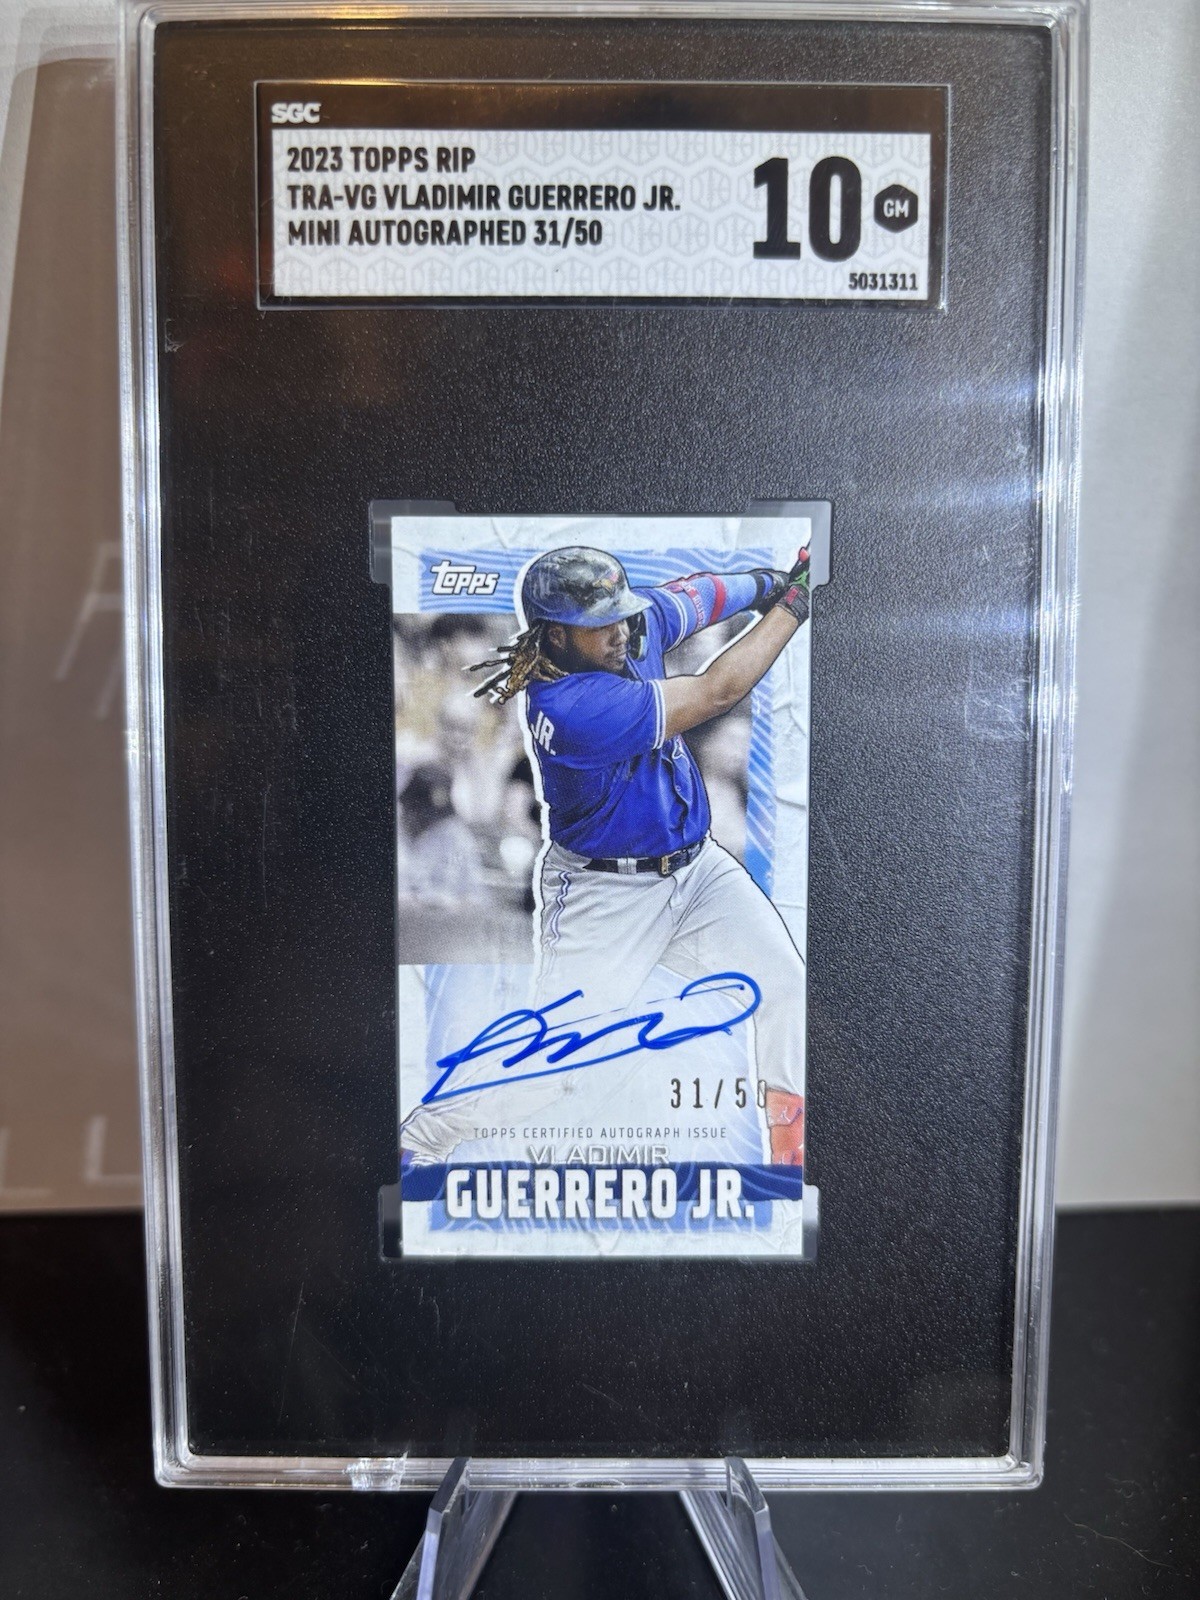 SGC
2023 TOPPS RIP
TRA-VG VLADIMIR GUERRERO JR.
MINI AUTOGRAPHED 31/50
10
GM
5031311
topps
JR.
31/50
TOPPS CERTIFIED AUTOGRAPH ISSUE
VLADIMIR
GUERRERO JR.